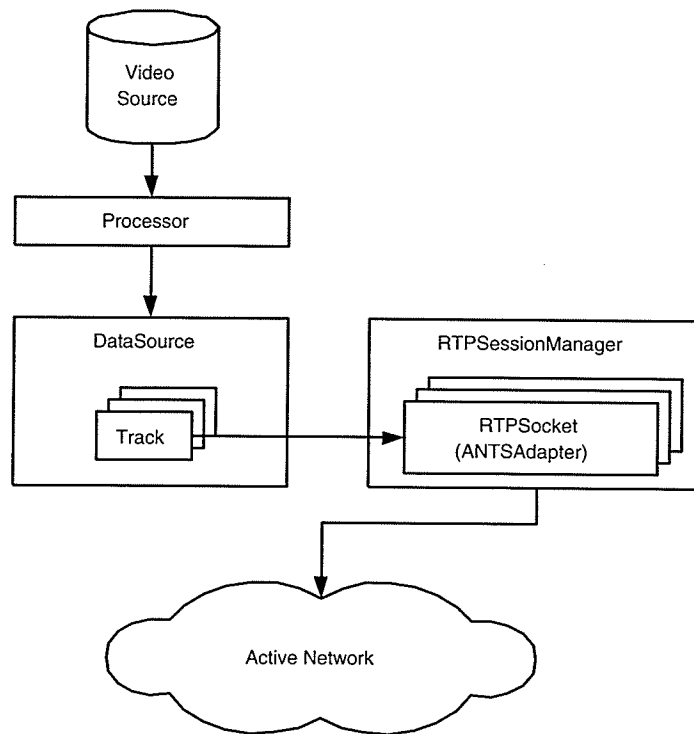 Video
Source
Processor
DataSource
Track
RTPSessionManager
RTPSocket
(ANTSAdapter)
Active Network